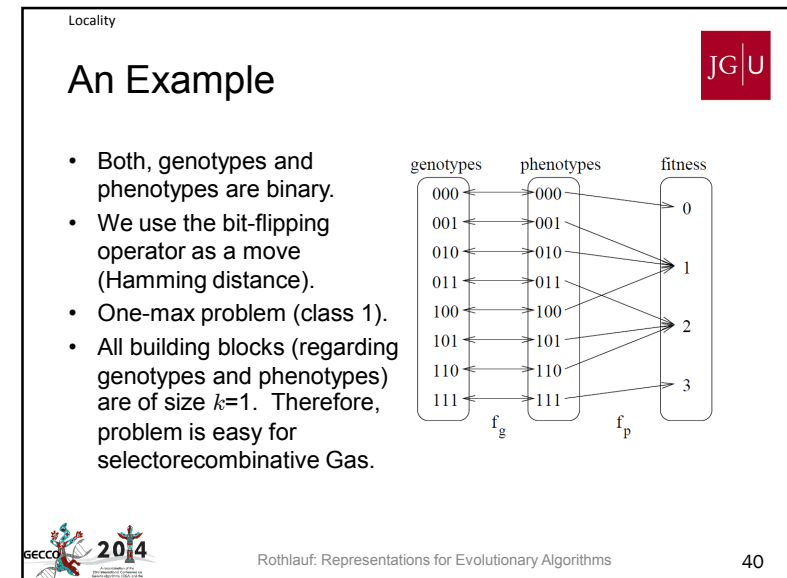 Locality
An Example
JG|U
• Both, genotypes and
phenotypes are binary.
• We use the bit-flipping
operator as a move
(Hamming distance).
• One-max problem (class 1).
• All building blocks (regarding
genotypes and phenotypes)
are of size k=1. Therefore,
problem is easy for
selectorecombinative Gas.
genotypes phenotypes fitness
000 000 0
001 001
010 010 1
011 011
100 100 2
101 101
110 110 3
111 111
f_g f_p
GECCO 2014
Rothlauf: Representations for Evolutionary Algorithms
40